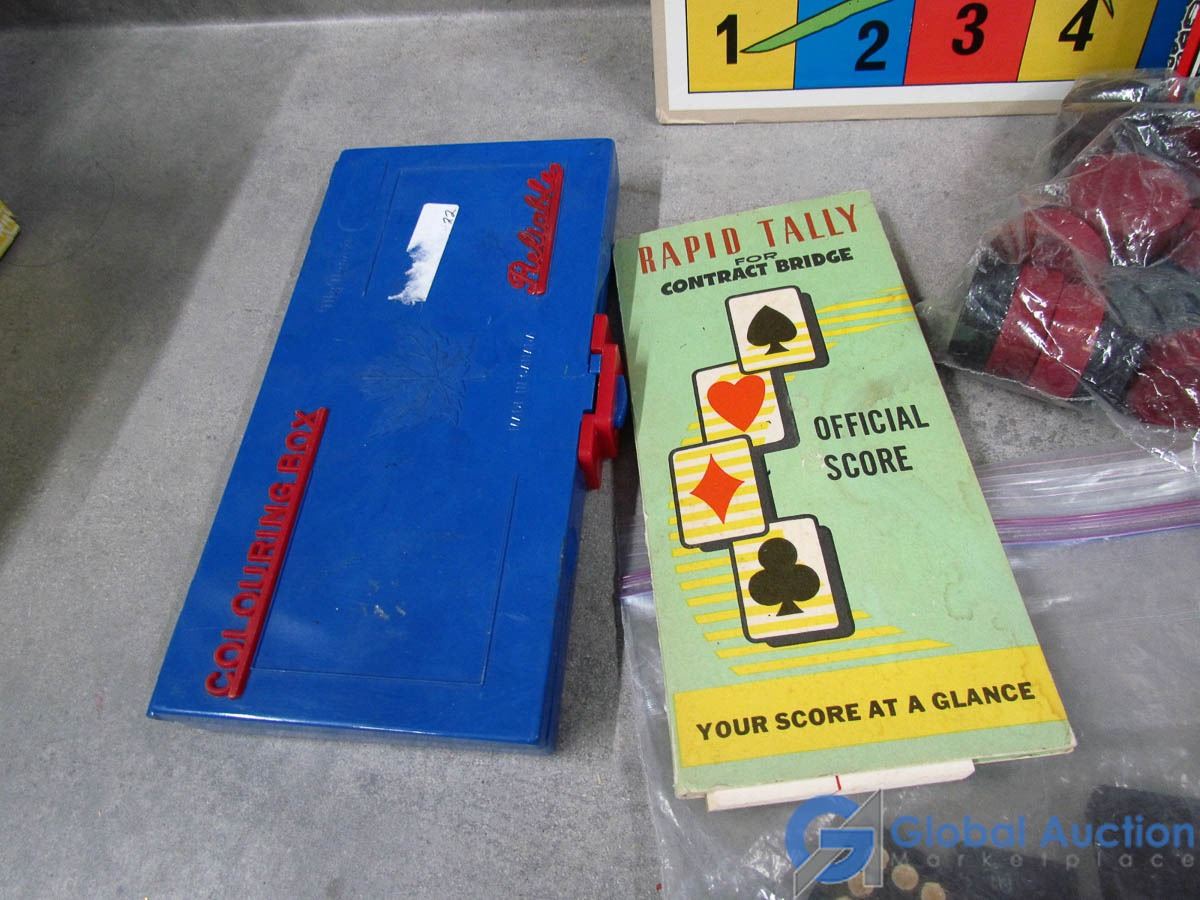 1 2 3 4
Reliable
22
COLOURING BOX
RAPID TALLY
FOR
CONTRACT BRIDGE
OFFICIAL
SCORE
YOUR SCORE AT A GLANCE
Global Auction
Marketplace